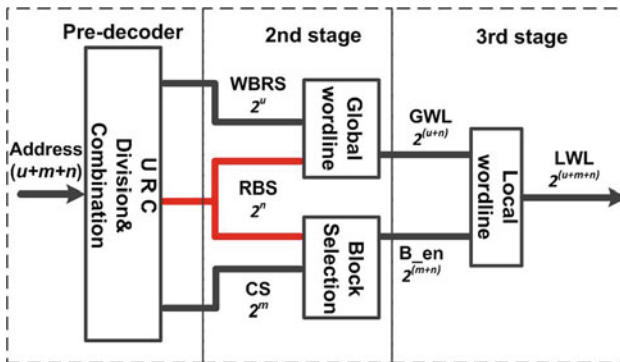 Pre-decoder
2nd stage
3rd stage
Address
(u+m+n)
U R C
Division&
Combination
WBRS
2^u
RBS
2^n
CS
2^m
Global
wordline
Block
Selection
GWL
2^(u+n)
B_en
2^(m+n)
Local
wordline
LWL
2^(u+m+n)